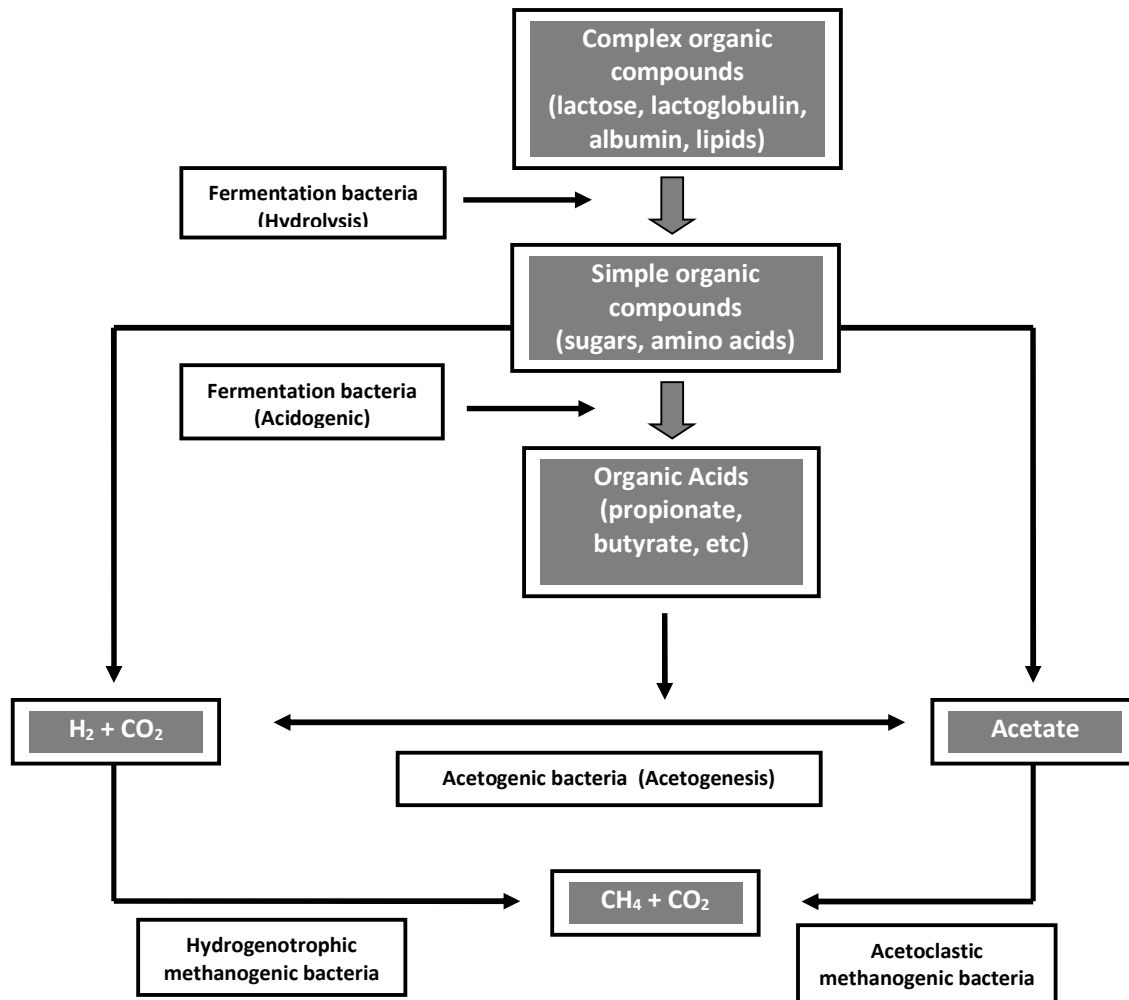 Complex organic
compounds
(lactose, lactoglobulin,
albumin, lipids)
Fermentation bacteria
(Hydrolysis)
Simple organic
compounds
(sugars, amino acids)
Fermentation bacteria
(Acidogenic)
Organic Acids
(propionate,
butyrate, etc)
H₂ + CO₂
Acetate
Acetogenic bacteria (Acetogenesis)
CH₄ + CO₂
Hydrogenotrophic
methanogenic bacteria
Acetoclastic
methanogenic bacteria